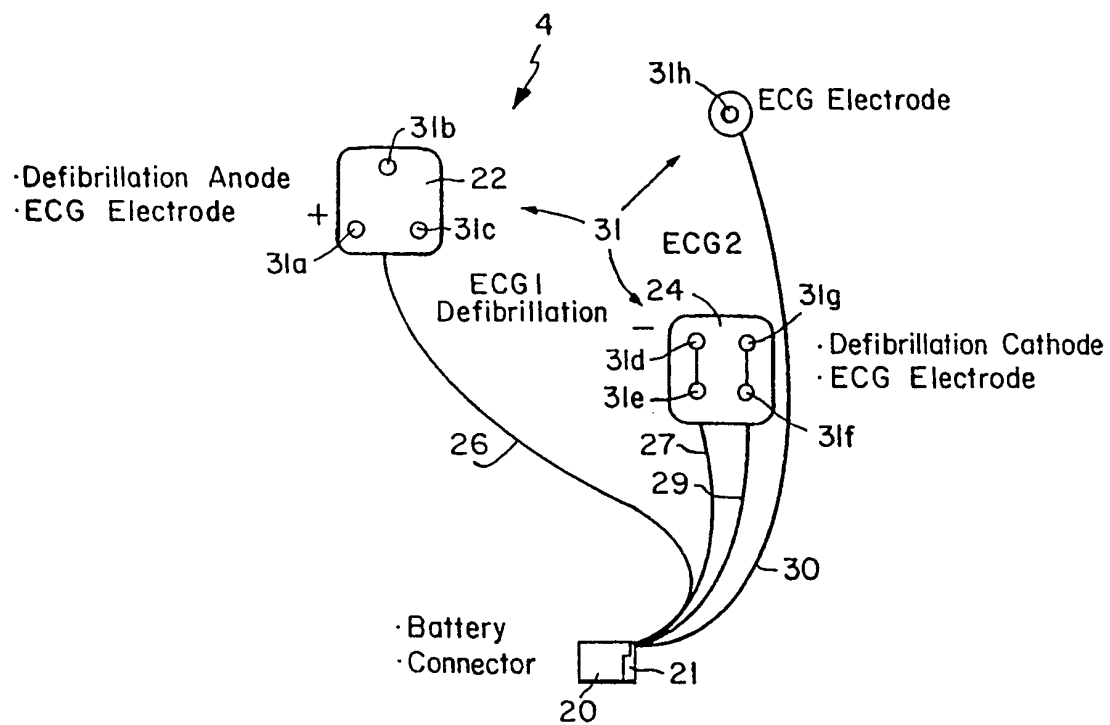 4
31h
ECG Electrode
31b
·Defibrillation Anode
22
·ECG Electrode
+
31c
31
31a
ECG2
ECG1
24
31g
Defibrillation
−
31d
·Defibrillation Cathode
31e
·ECG Electrode
26
27
31f
29
30
·Battery
·Connector
21
20